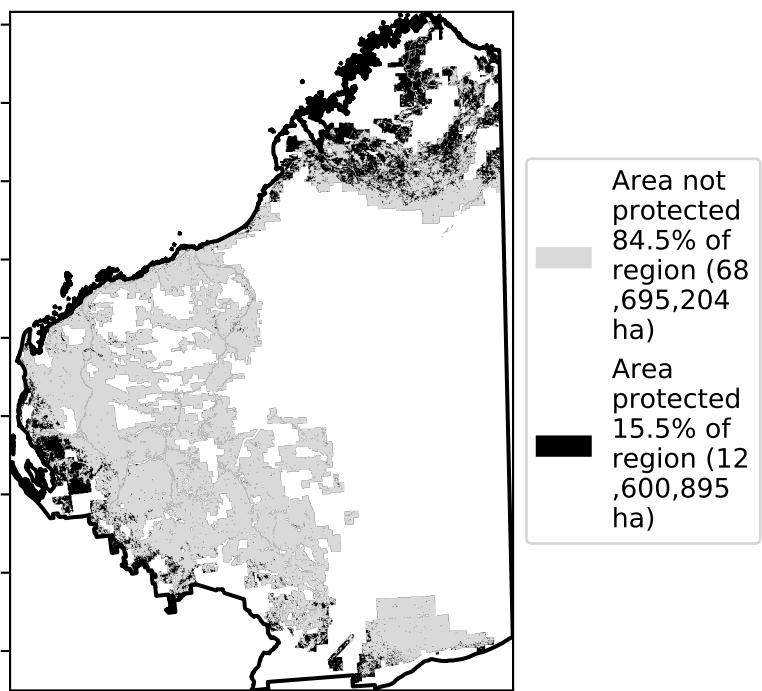 Area not
protected
84.5% of
region (68
,695,204
ha)
Area
protected
15.5% of
region (12
,600,895
ha)